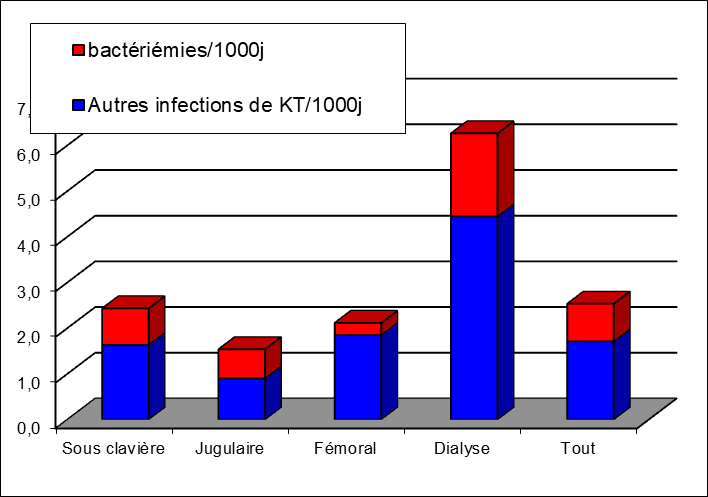 bactériémies/1000j
Autres infections de KT/1000j
7,
6,0
5,0
4,0
3,0
2,0
1,0
0,0
Sous clavière Jugulaire Fémoral Dialyse Tout